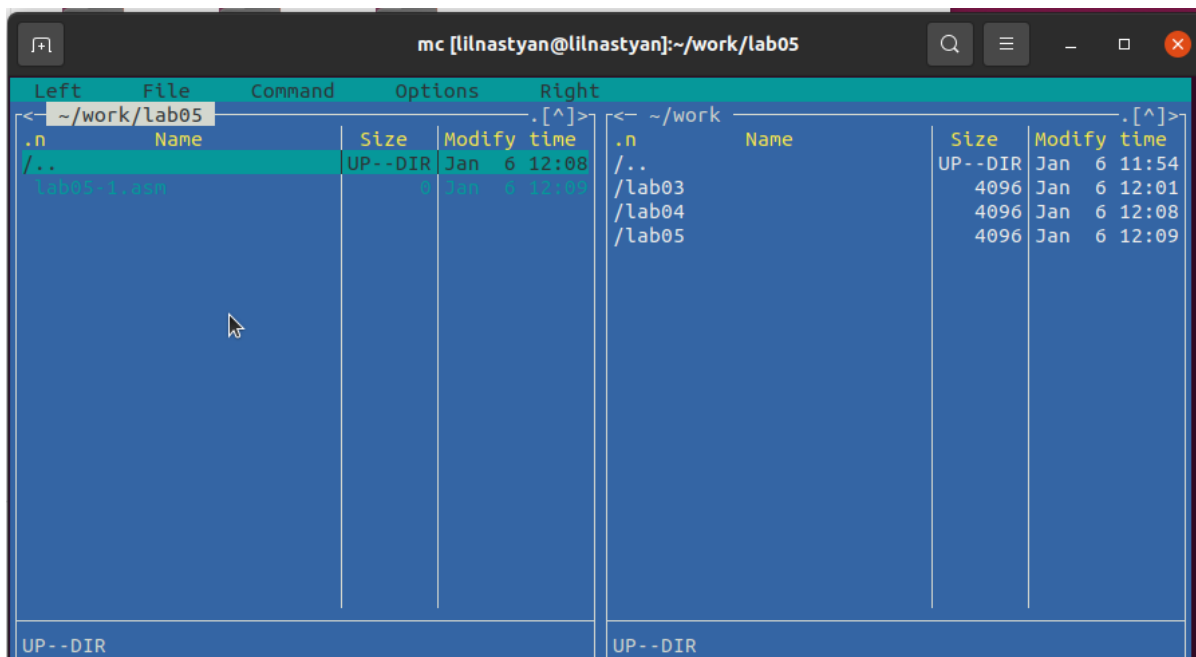 mc [lilnastyan@lilnastyan]:~/work/lab05
Left File Command Options Right
<─ ~/work/lab05 ─.[^]>
.n Name Size Modify time
/.. UP--DIR Jan 6 12:08
lab05-1.asm 0 Jan 6 12:09
UP--DIR
<─ ~/work ─.[^]>
.n Name Size Modify time
/.. UP--DIR Jan 6 11:54
/lab03 4096 Jan 6 12:01
/lab04 4096 Jan 6 12:08
/lab05 4096 Jan 6 12:09
UP--DIR